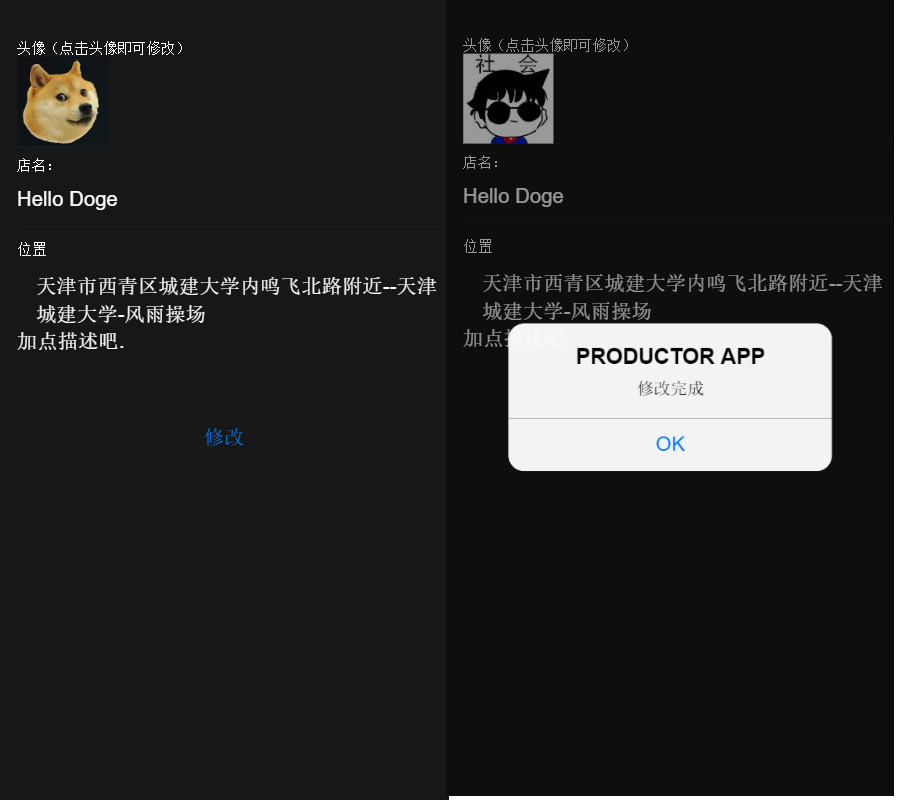 头像（点击头像即可修改）
店名：
Hello Doge
位置
天津市西青区城建大学内鸣飞北路附近--天津
城建大学-风雨操场
加点描述吧.
修改
头像（点击头像即可修改）
社 会
店名：
Hello Doge
位置
天津市西青区城建大学内鸣飞北路附近--天津
城建大学-风雨操场
加点描述吧.
PRODUCTOR APP
修改完成
OK